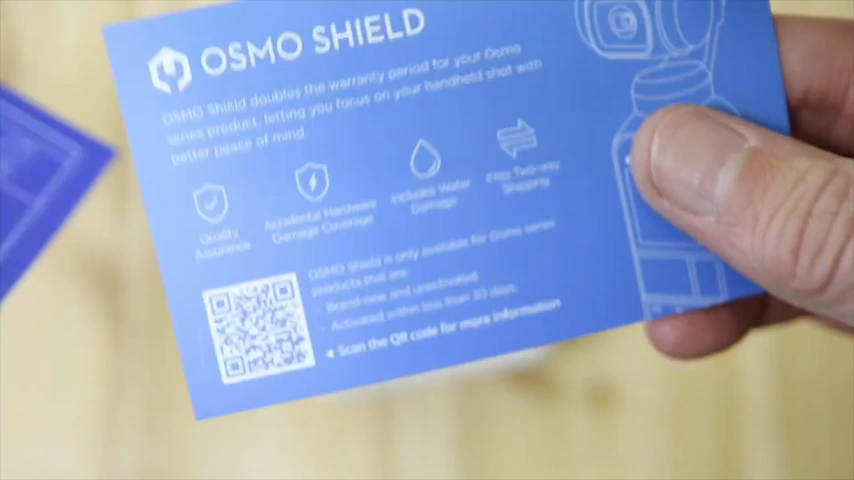 OSMO SHIELD
OSMO Shield doubles the warranty period for your Osmo
series product, letting you focus on your handheld shot with
better peace of mind.
Quality
Assurance
Accidental Hardware
Damage Coverage
Included Water
Damage
Free Two-way
Shipping
OSMO Shield is only available for Osmo series
products that are:
- Brand-new and unactivated
- Activated within less than 30 days
◄ Scan the QR code for more information